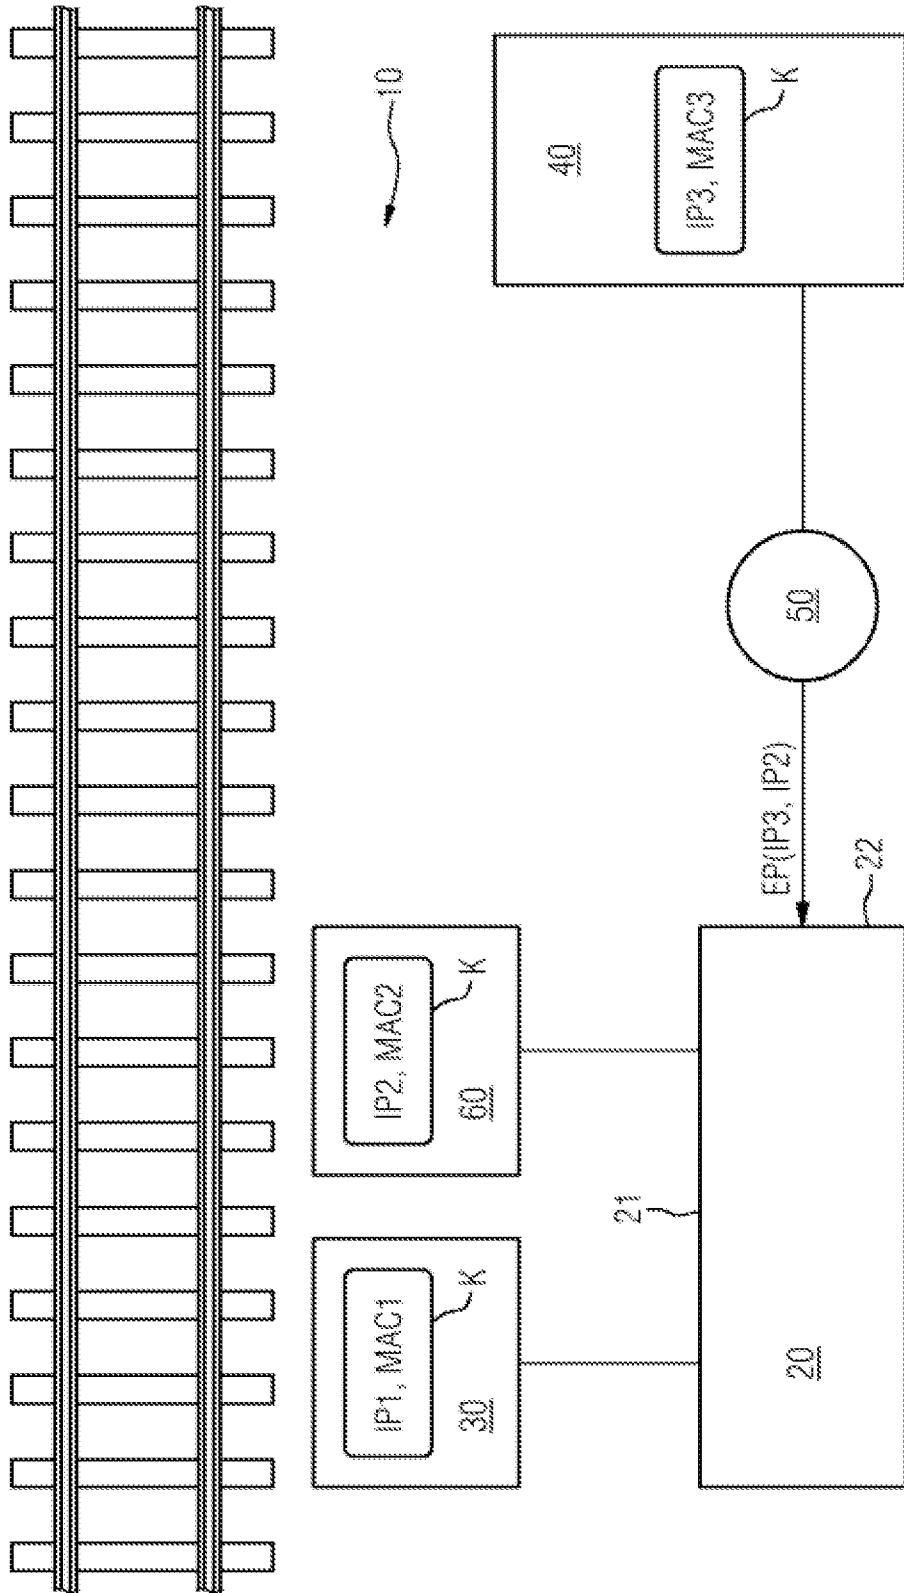 10
40
IP3, MAC3
K
50
EP(IP3, IP2)
22
IP2, MAC2
K
60
21
IP1, MAC1
K
30
20